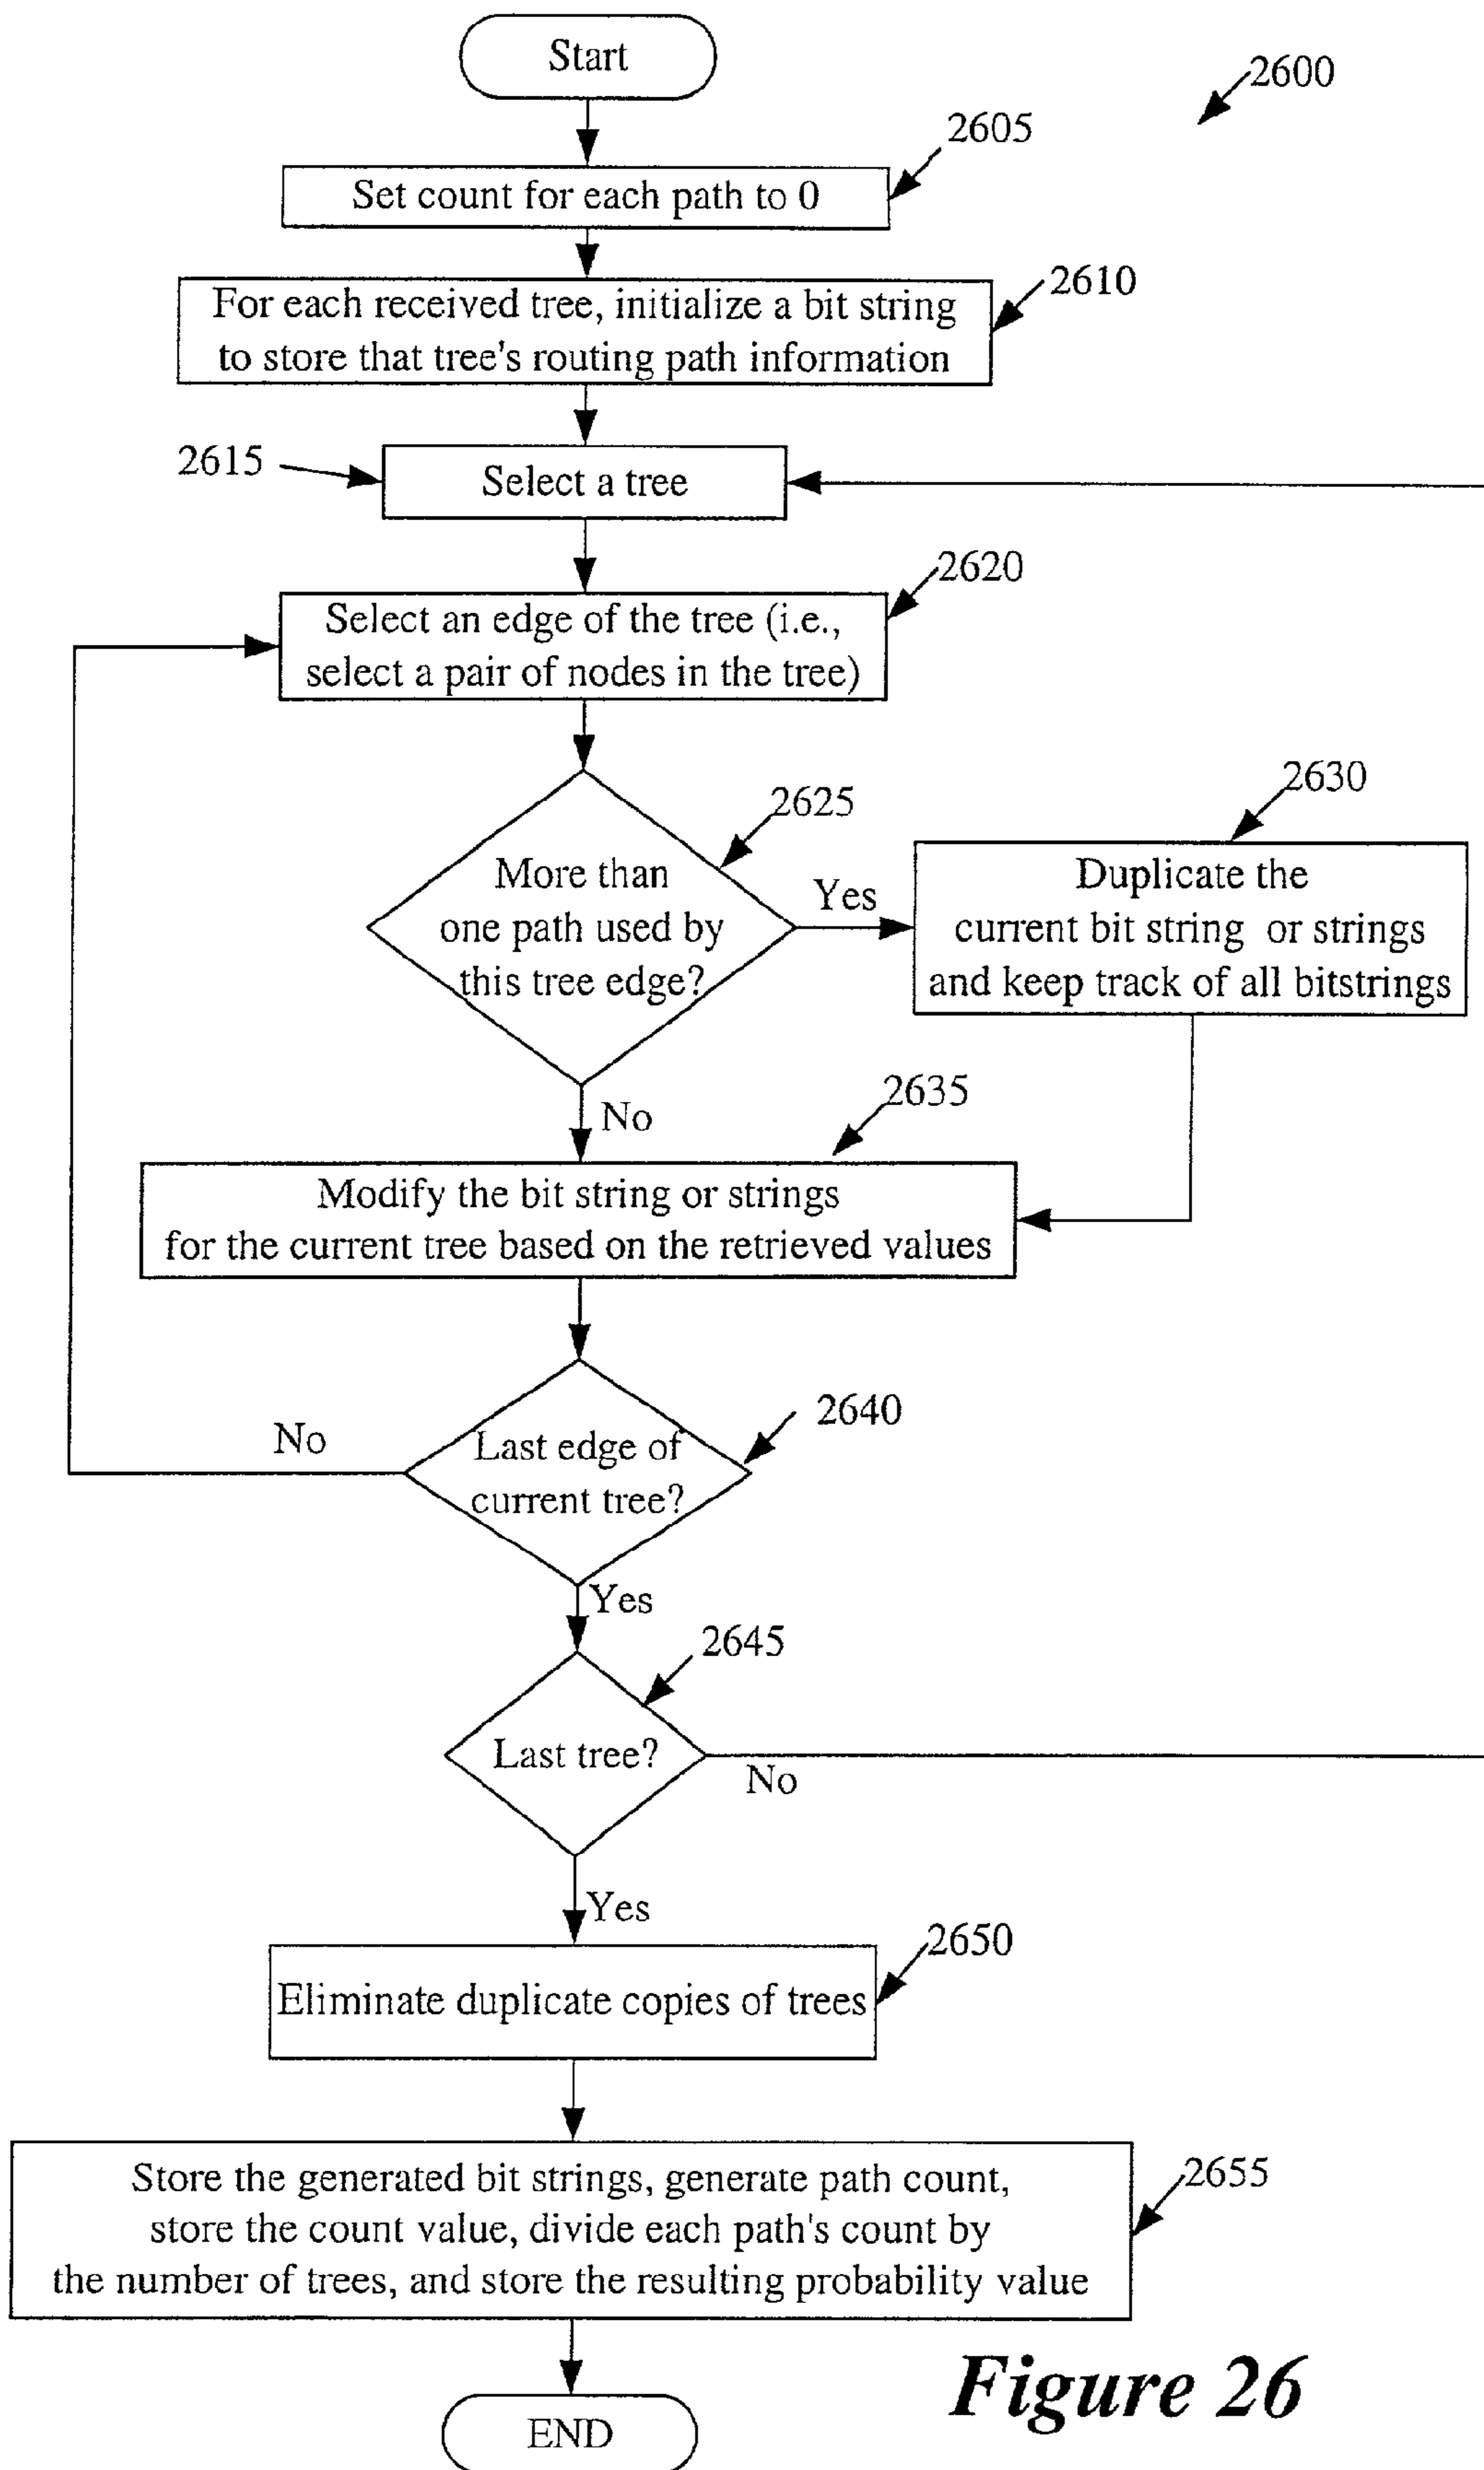 Start
2600
2605
Set count for each path to 0
2610
For each received tree, initialize a bit string
to store that tree's routing path information
2615
Select a tree
2620
Select an edge of the tree (i.e.,
select a pair of nodes in the tree)
2625
2630
More than
one path used by
this tree edge?
Yes
Duplicate the
current bit string or strings
and keep track of all bitstrings
No
2635
Modify the bit string or strings
for the current tree based on the retrieved values
2640
No
Last edge of
current tree?
Yes
2645
Last tree?
No
Yes
2650
Eliminate duplicate copies of trees
2655
Store the generated bit strings, generate path count,
store the count value, divide each path's count by
the number of trees, and store the resulting probability value
Figure 26
END